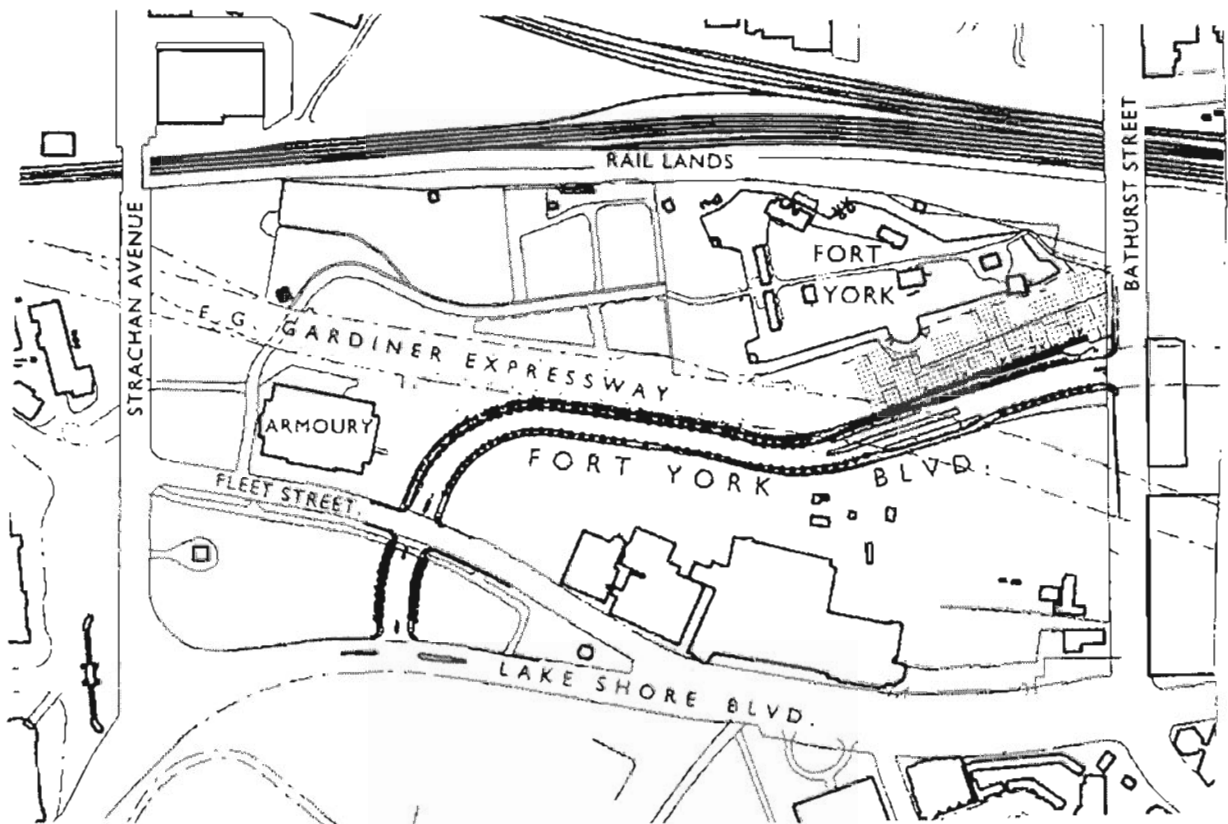 RAIL LANDS
BATHURST STREET
STRACHAN AVENUE
FORT
YORK
E. G. GARDINER EXPRESSWAY
ARMOURY
FORT YORK BLVD.
FLEET STREET
LAKE SHORE BLVD.